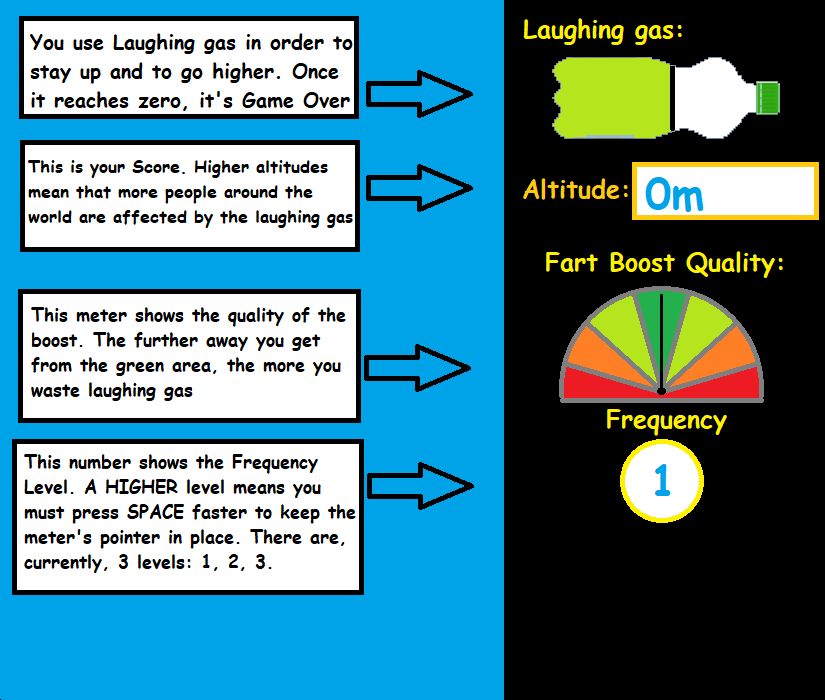 You use Laughing gas in order to
stay up and to go higher. Once
it reaches zero, it's Game Over
Laughing gas:
This is your Score. Higher altitudes
mean that more people around the
world are affected by the laughing gas
Altitude:
0m
This meter shows the quality of the
boost. The further away you get
from the green area, the more you
waste laughing gas
Fart Boost Quality:
This number shows the Frequency
Level. A HIGHER level means you
must press SPACE faster to keep the
meter's pointer in place. There are,
currently, 3 levels: 1, 2, 3.
Frequency
1